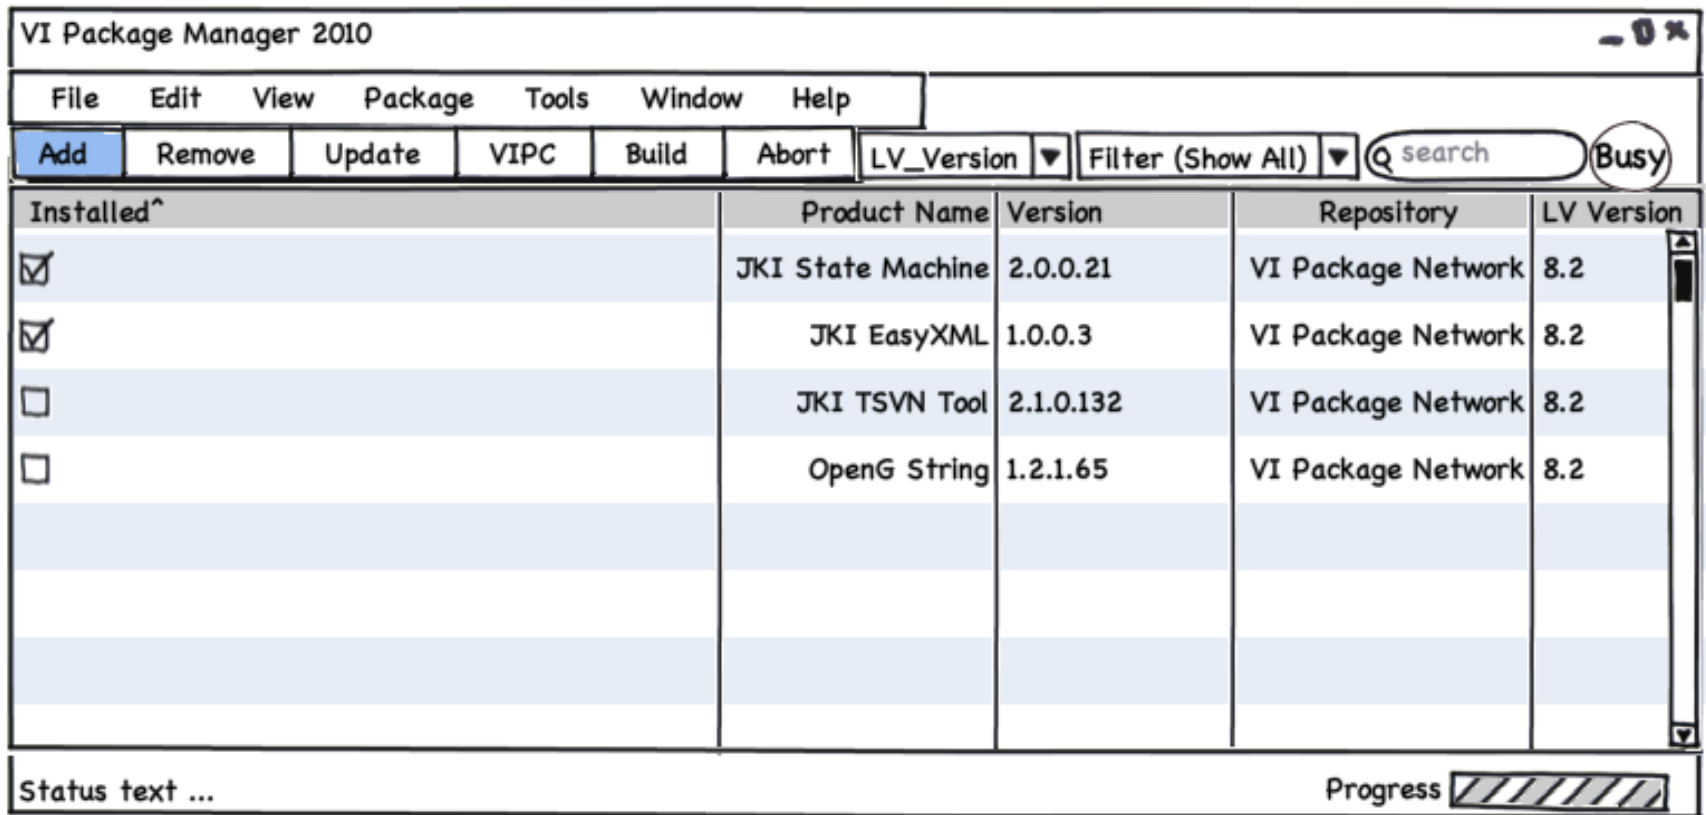 VI Package Manager 2010
File Edit View Package Tools Window Help
Add Remove Update VIPC Build Abort LV_Version Filter (Show All) search Busy
Installed^ Product Name Version Repository LV Version
JKI State Machine 2.0.0.21 VI Package Network 8.2
JKI EasyXML 1.0.0.3 VI Package Network 8.2
JKI TSVN Tool 2.1.0.132 VI Package Network 8.2
OpenG String 1.2.1.65 VI Package Network 8.2
Status text ... Progress